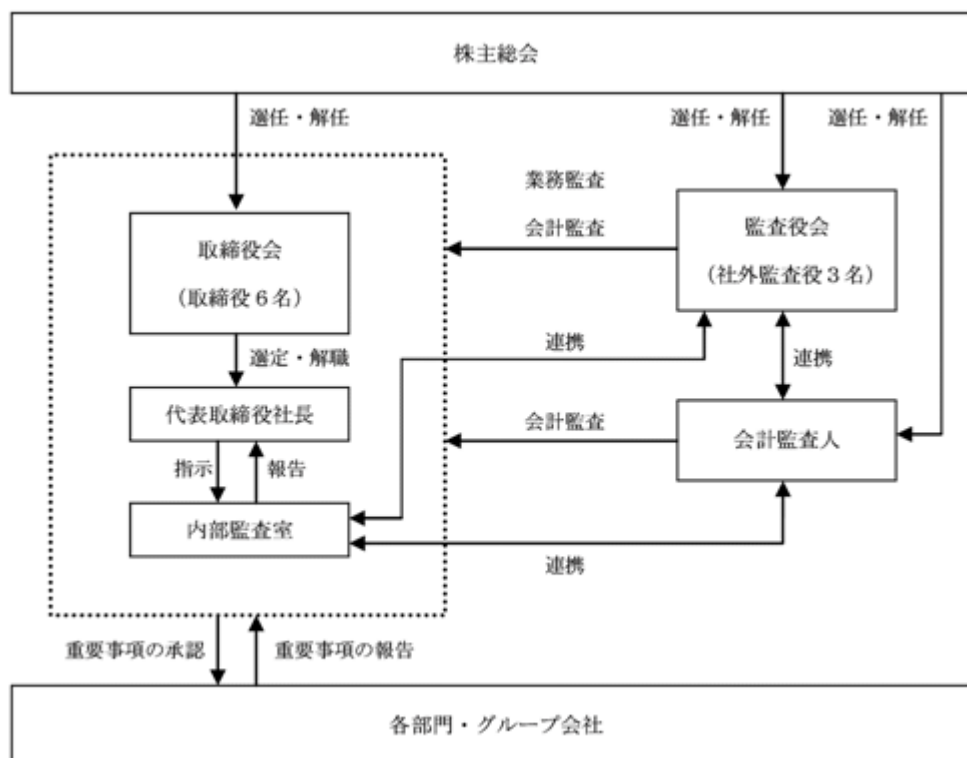 株主総会
選任・解任
選任・解任
選任・解任
業務監査
会計監査
取締役会
（取締役６名）
監査役会
（社外監査役３名）
選定・解職
連携
連携
代表取締役社長
会計監査
会計監査人
指示
報告
内部監査室
連携
重要事項の承認
重要事項の報告
各部門・グループ会社